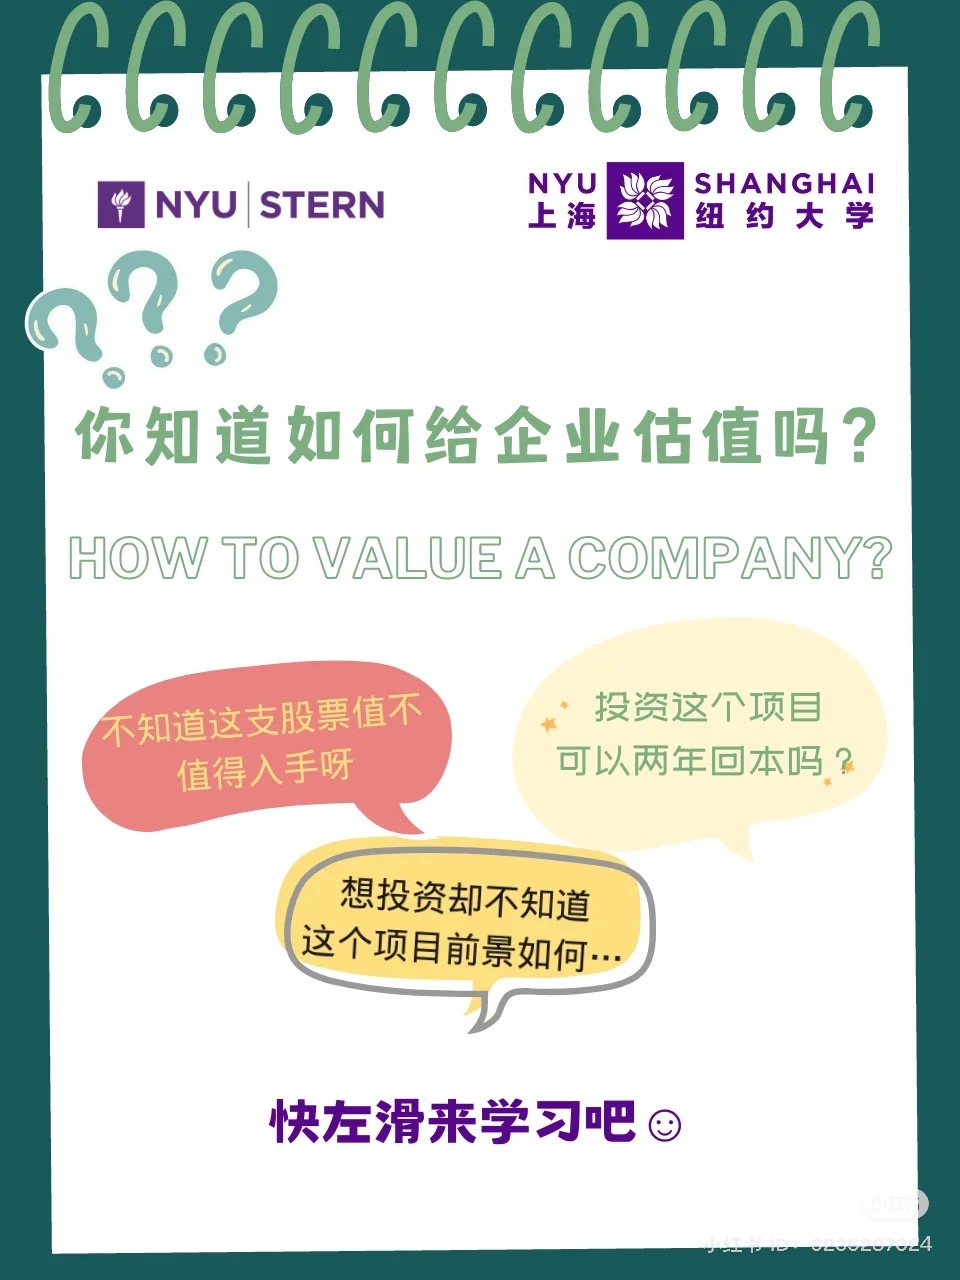 NYU STERN
NYU SHANGHAI
上海 纽约大学
你知道如何给企业估值吗?
HOW TO VALUE A COMPANY?
不知道这支股票值不
值得入手呀
投资这个项目
可以两年回本吗?
想投资却不知道
这个项目前景如何…
快左滑来学习吧☺
小红书
小红书 ID: 6206207024